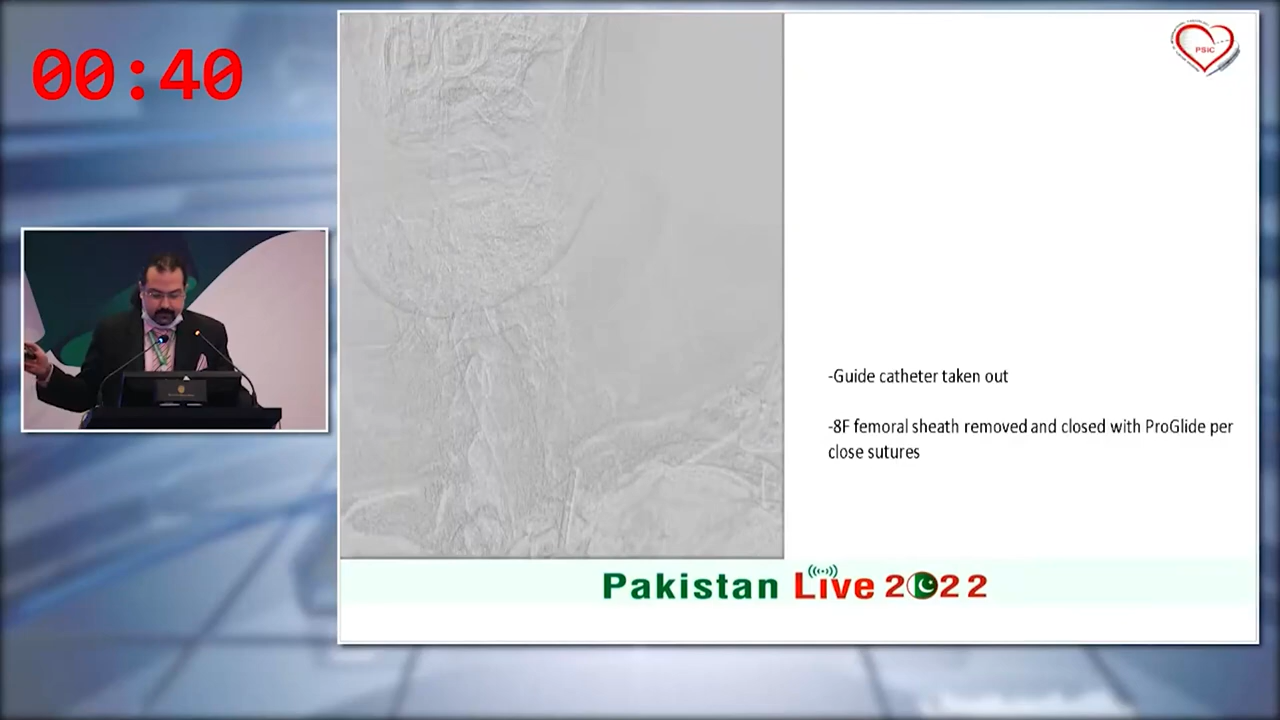 00:40
PSIC
-Guide catheter taken out
-8F femoral sheath removed and closed with ProGlide per
close sutures
Pakistan Live 2022